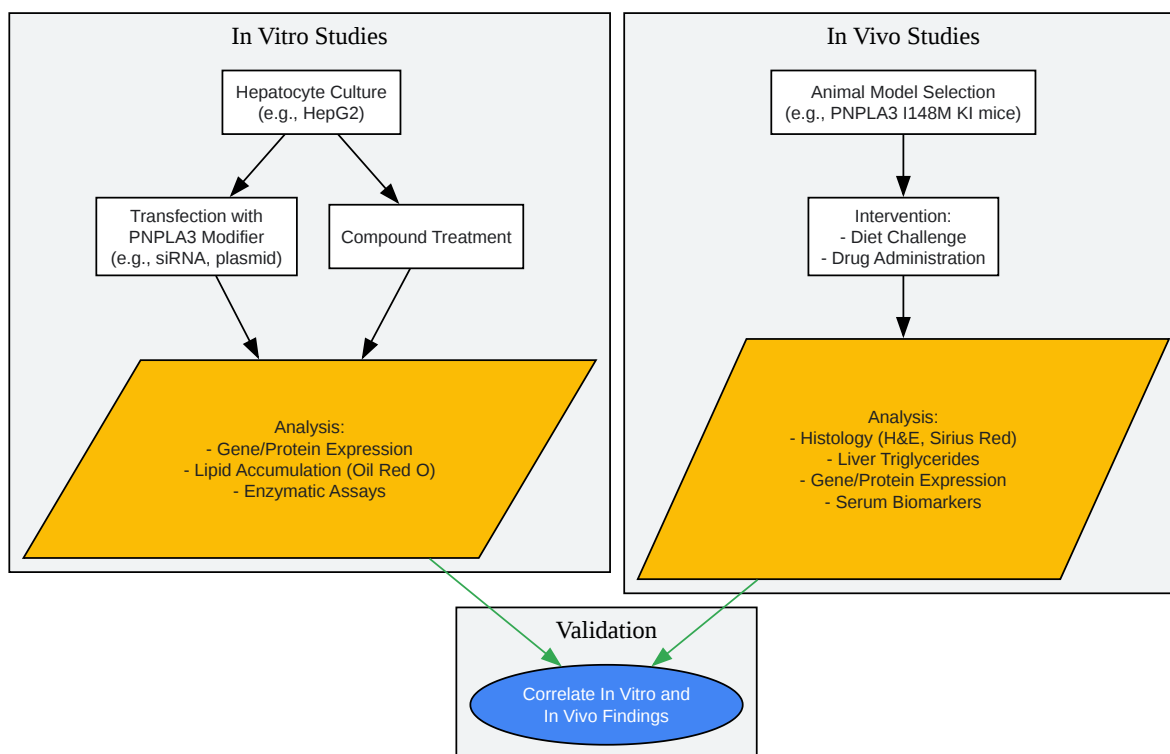 In Vitro Studies
Hepatocyte Culture
(e.g., HepG2)
Transfection with
PNPLA3 Modifier
(e.g., siRNA, plasmid)
Compound Treatment
Analysis:
- Gene/Protein Expression
- Lipid Accumulation (Oil Red O)
- Enzymatic Assays
In Vivo Studies
Animal Model Selection
(e.g., PNPLA3 I148M KI mice)
Intervention:
- Diet Challenge
- Drug Administration
Analysis:
- Histology (H&E, Sirius Red)
- Liver Triglycerides
- Gene/Protein Expression
- Serum Biomarkers
Validation
Correlate In Vitro and
In Vivo Findings